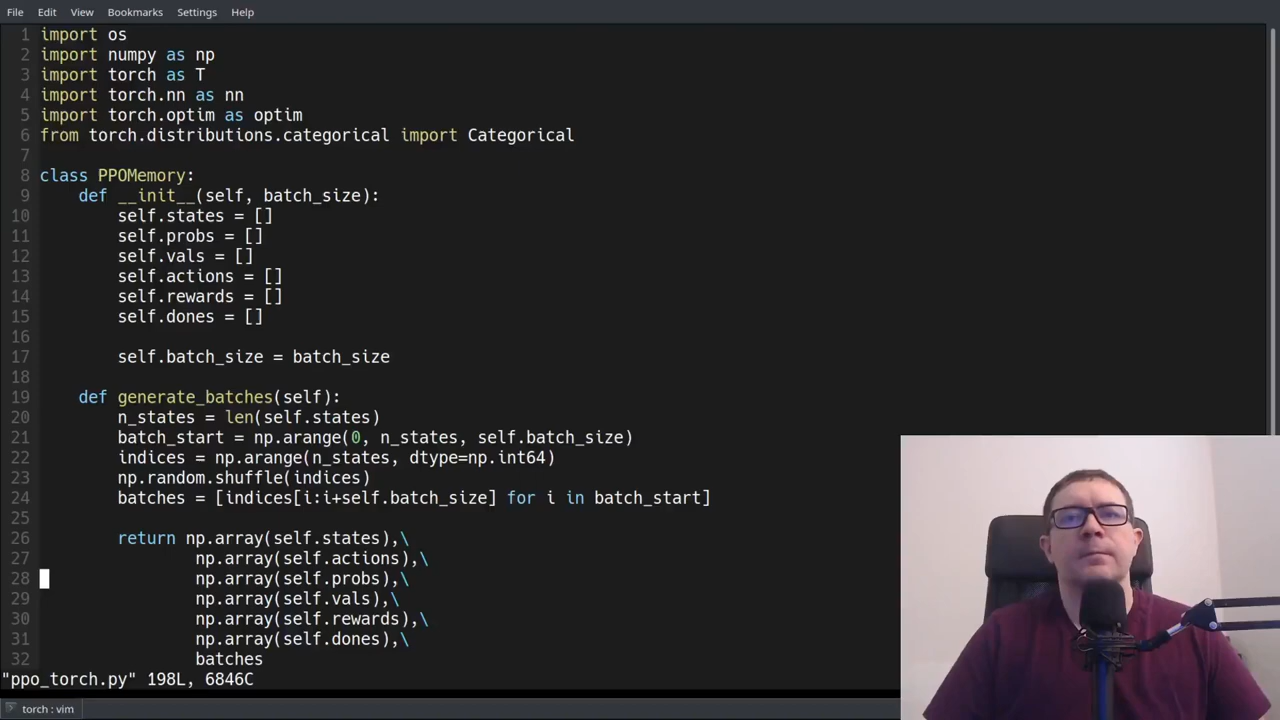 File Edit View Bookmarks Settings Help
1 import os
2 import numpy as np
3 import torch as T
4 import torch.nn as nn
5 import torch.optim as optim
6 from torch.distributions.categorical import Categorical
7
8 class PPOMemory:
9     def __init__(self, batch_size):
10         self.states = []
11         self.probs = []
12         self.vals = []
13         self.actions = []
14         self.rewards = []
15         self.dones = []
16
17         self.batch_size = batch_size
18
19     def generate_batches(self):
20         n_states = len(self.states)
21         batch_start = np.arange(0, n_states, self.batch_size)
22         indices = np.arange(n_states, dtype=np.int64)
23         np.random.shuffle(indices)
24         batches = [indices[i:i+self.batch_size] for i in batch_start]
25
26         return np.array(self.states),\
27                 np.array(self.actions),\
28                 np.array(self.probs),\
29                 np.array(self.vals),\
30                 np.array(self.rewards),\
31                 np.array(self.dones),\
32                 batches
"ppo_torch.py" 198L, 6846C
torch : vim